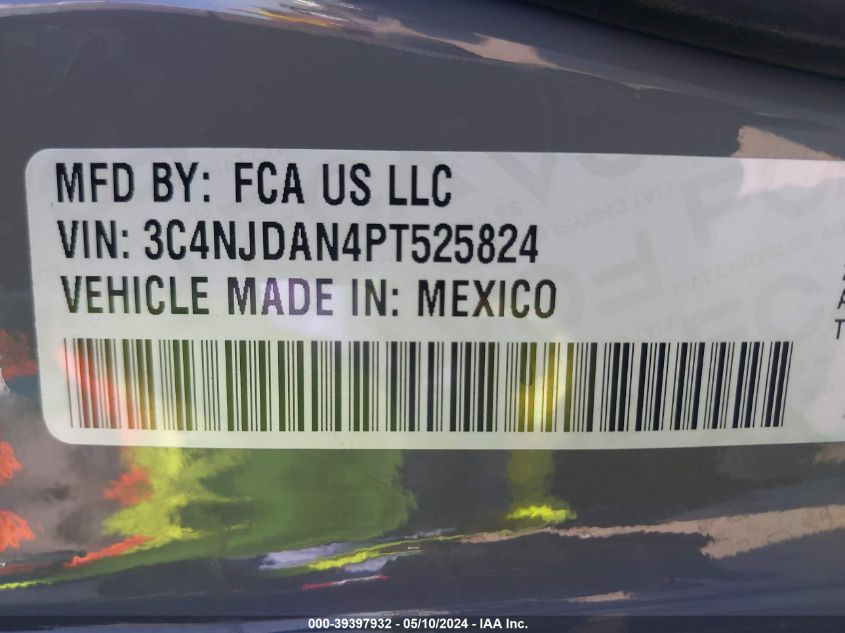 MFD BY: FCA US LLC
VIN: 3C4NJDAN4PT525824
VEHICLE MADE IN: MEXICO
A
T
000-39397932 - 05/10/2024 - IAA Inc.